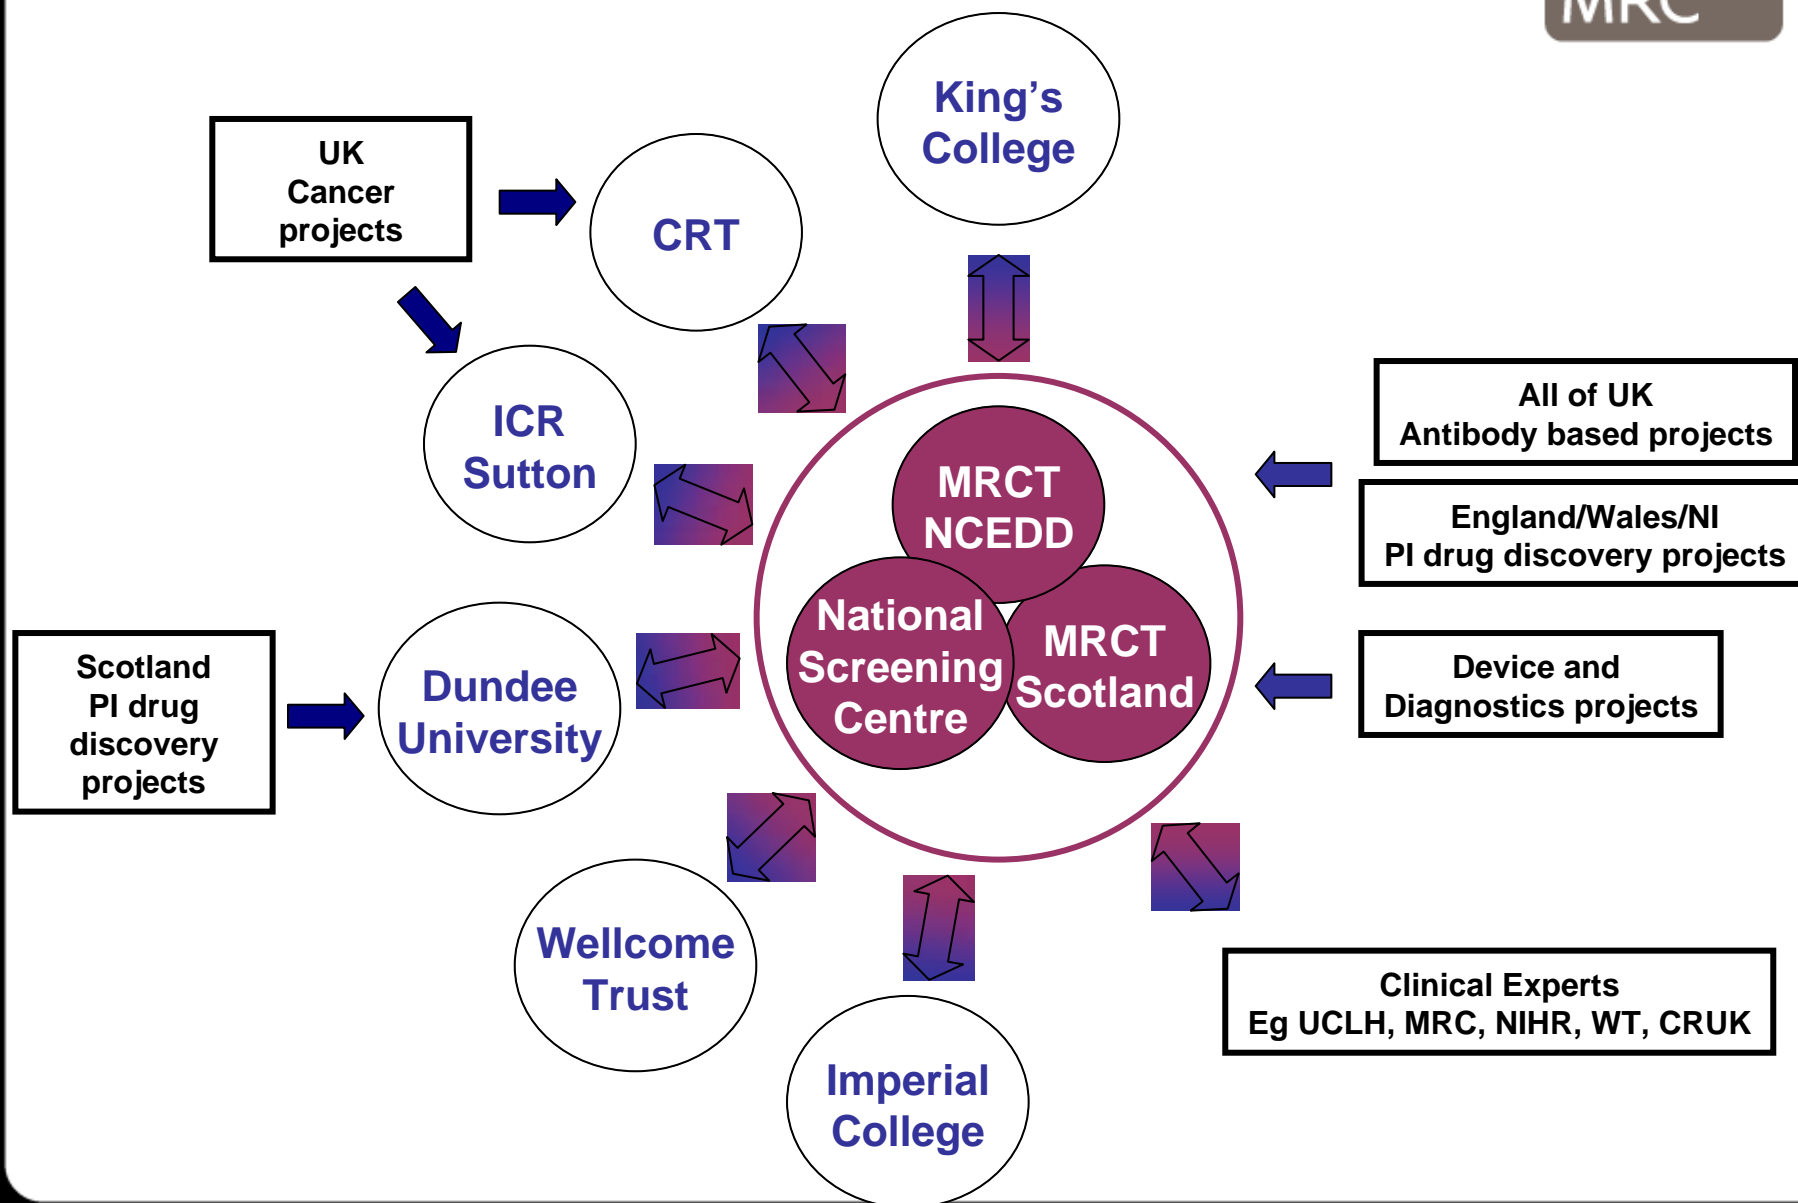 MRC
King’s
College
UK
Cancer
projects
CRT
ICR
Sutton
All of UK
Antibody based projects
England/Wales/NI
PI drug discovery projects
MRCT
NCEDD
National
Screening
Centre
MRCT
Scotland
Scotland
PI drug
discovery
projects
Dundee
University
Device and
Diagnostics projects
Wellcome
Trust
Clinical Experts
Eg UCLH, MRC, NIHR, WT, CRUK
Imperial
College